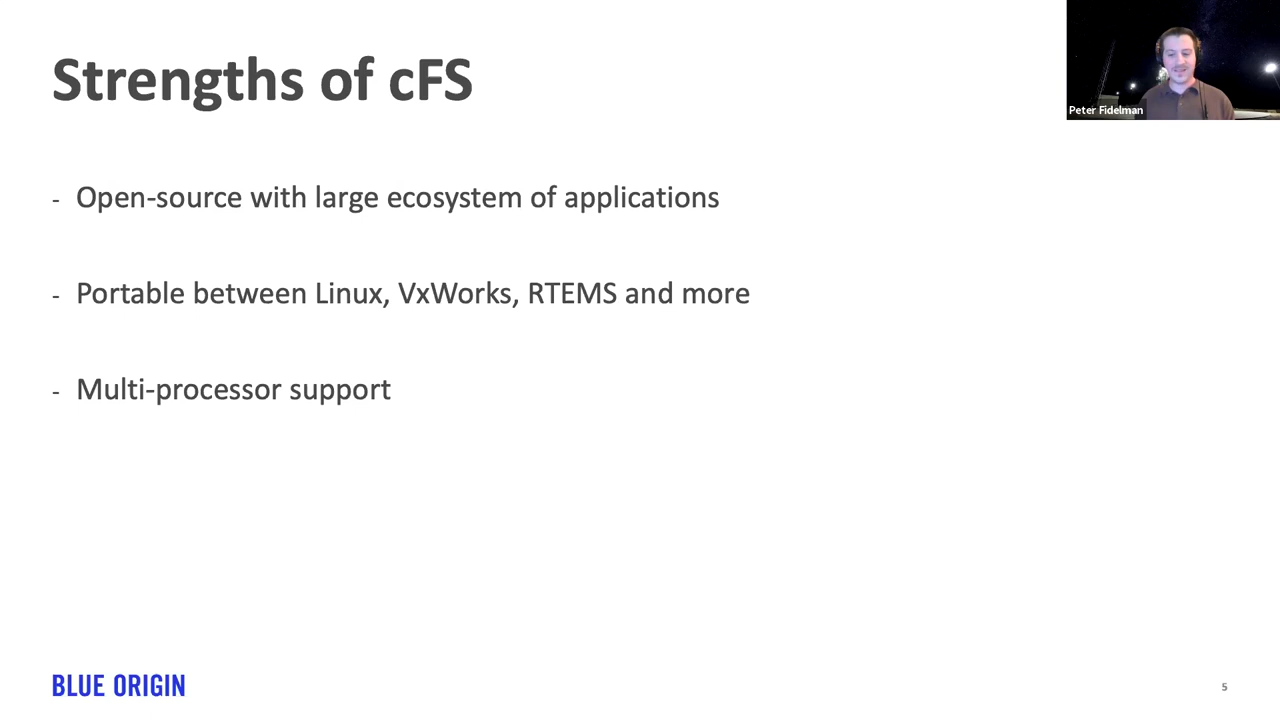 Strengths of cFS
Peter Fidelman
- Open-source with large ecosystem of applications
- Portable between Linux, VxWorks, RTEMS and more
- Multi-processor support
BLUE ORIGIN
5